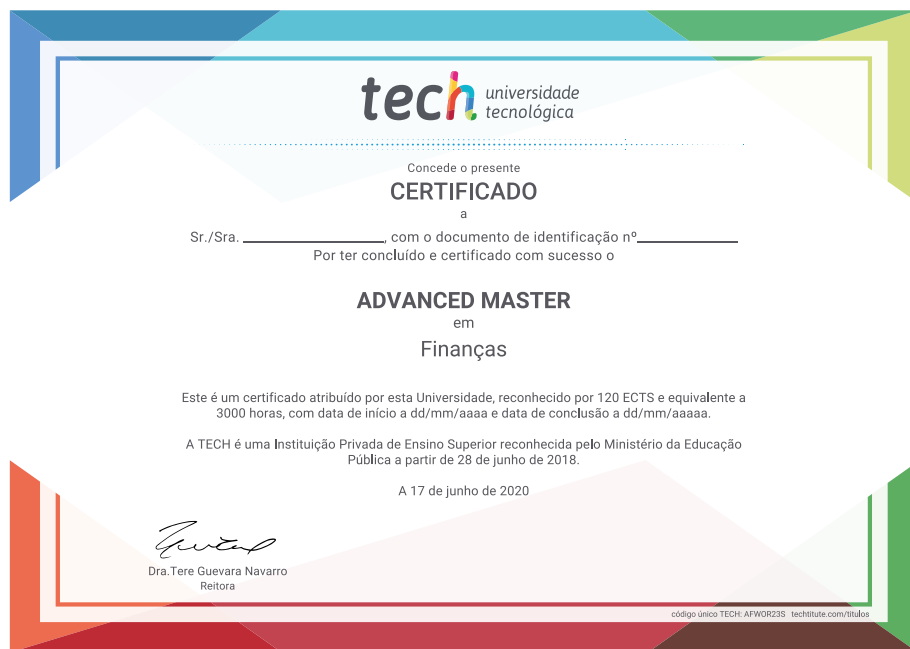 tech universidade
tecnológica
Concede o presente
CERTIFICADO
a
Sr./Sra. , com o documento de identificação nº
Por ter concluído e certificado com sucesso o
ADVANCED MASTER
em
Finanças
Este é um certificado atribuído por esta Universidade, reconhecido por 120 ECTS e equivalente a
3000 horas, com data de início a dd/mm/aaaa e data de conclusão a dd/mm/aaaaa.
A TECH é uma Instituição Privada de Ensino Superior reconhecida pelo Ministério da Educação
Pública a partir de 28 de junho de 2018.
A 17 de junho de 2020
Dra.Tere Guevara Navarro
Reitora
código único TECH: AFWOR23S techtitute.com/titulos